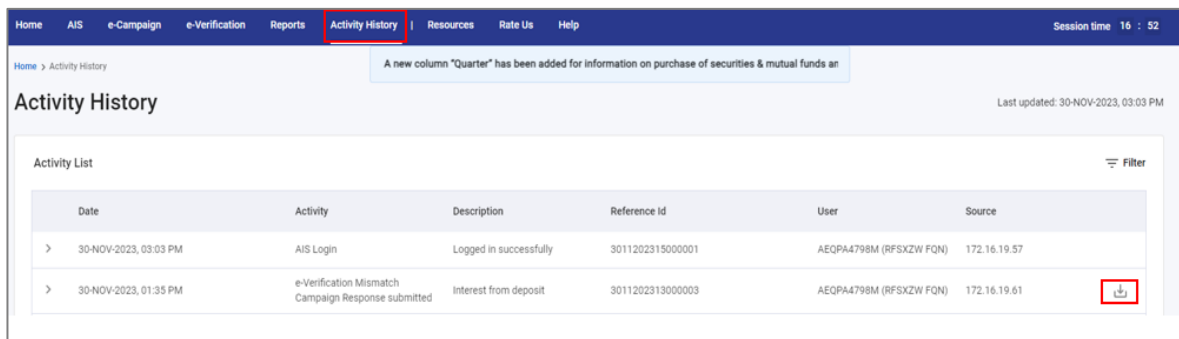 Home AIS e-Campaign e-Verification Reports Activity History | Resources Rate Us Help Session time 16 : 52
Home > Activity History
A new column "Quarter" has been added for information on purchase of securities & mutual funds an
Activity History
Last updated: 30-NOV-2023, 03:03 PM
Activity List Filter
Date Activity Description Reference Id User Source
30-NOV-2023, 03:03 PM AIS Login Logged in successfully 3011202315000001 AEQPA4798M (RFSXZW FQN) 172.16.19.57
30-NOV-2023, 01:35 PM e-Verification Mismatch Campaign Response submitted Interest from deposit 3011202313000003 AEQPA4798M (RFSXZW FQN) 172.16.19.61